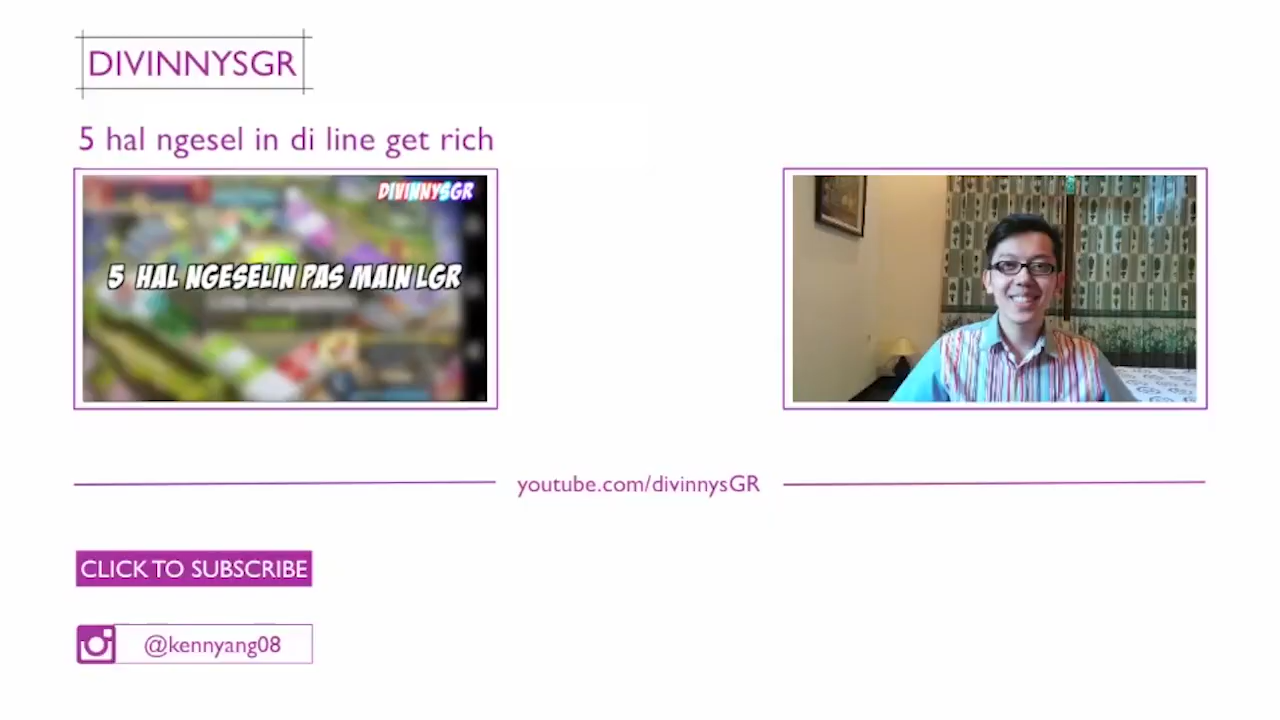 DIVINNYSGR
5 hal ngesel in di line get rich
DIVINNYSGR
5 HAL NGESELIN PAS MAIN LGR
youtube.com/divinnysGR
CLICK TO SUBSCRIBE
@kennyang08